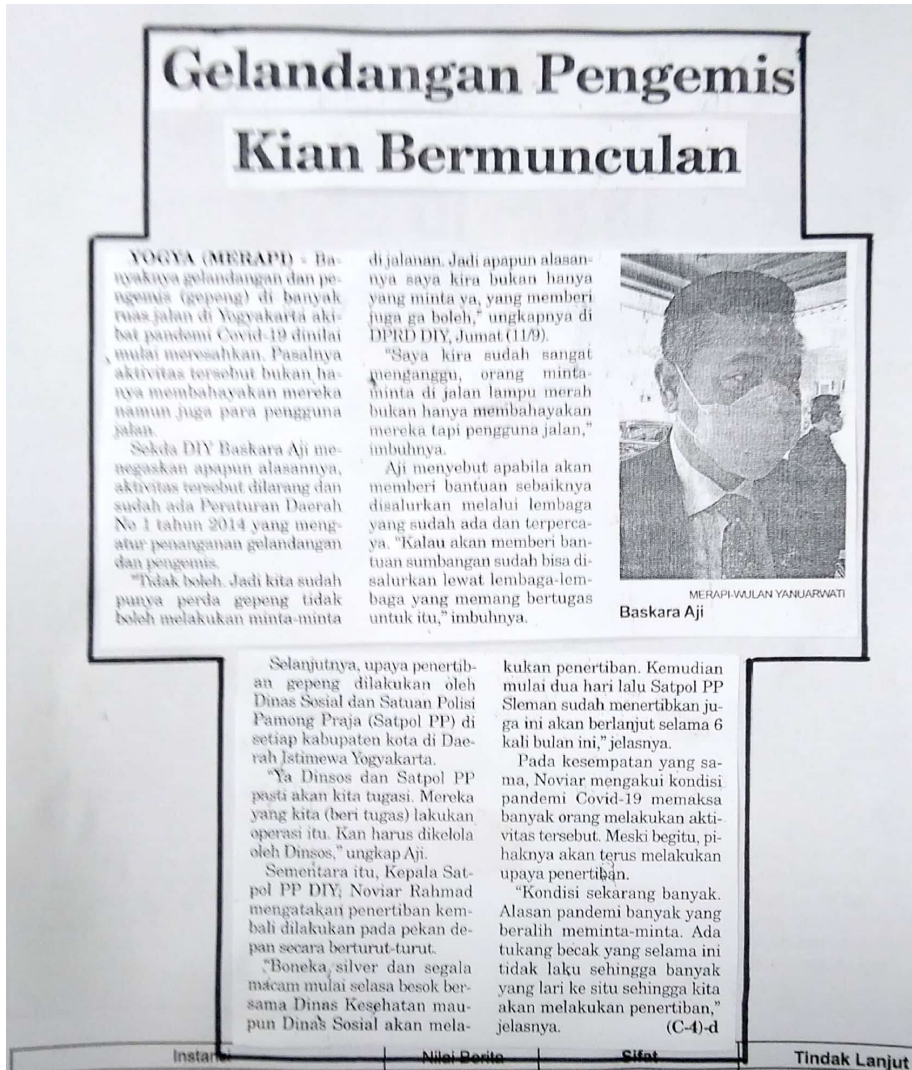 Gelandangan Pengemis
Kian Bermunculan
YOGYA (MERAPI) - Ba-
nyaknya gelandangan dan pe-
ngemis (gepeng) di banyak
ruas jalan di Yogyakarta aki-
bat pandemi Covid-19 dinilai
mulai meresahkan. Pasalnya
aktivitas tersebut bukan ha-
nya membahayakan mereka
namun juga para pengguna
jalan.
Sekda DIY Baskara Aji me-
negaskan apapun alasannya,
aktivitas tersebut dilarang dan
sudah ada Peraturan Daerah
No 1 tahun 2014 yang meng-
atur penanganan gelandangan
dan pengemis.
"Tidak boleh. Jadi kita sudah
punya perda gepeng tidak
boleh melakukan minta-minta
di jalanan. Jadi apapun alasan-
nya saya kira bukan hanya
yang minta ya, yang memberi
juga ga boleh," ungkapnya di
DPRD DIY, Jumat (11/9).
"Saya kira sudah sangat
menganggu, orang minta-
minta di jalan lampu merah
bukan hanya membahayakan
mereka tapi pengguna jalan,"
imbuhnya.
Aji menyebut apabila akan
memberi bantuan sebaiknya
disalurkan melalui lembaga
yang sudah ada dan terperca-
ya. "Kalau akan memberi ban-
tuan sumbangan sudah bisa di-
salurkan lewat lembaga-lem-
baga yang memang bertugas
untuk itu," imbuhnya.
MERAPI-WULAN YANUARWATI
Baskara Aji
Selanjutnya, upaya penertib-
an gepeng dilakukan oleh
Dinas Sosial dan Satuan Polisi
Pamong Praja (Satpol PP) di
setiap kabupaten kota di Dae-
rah Istimewa Yogyakarta.
"Ya Dinsos dan Satpol PP
pasti akan kita tugasi. Mereka
yang kita (beri tugas) lakukan
operasi itu. Kan harus dikelola
oleh Dinsos," ungkap Aji.
Sementara itu, Kepala Sat-
pol PP DIY, Noviar Rahmad
mengatakan penertiban kem-
bali dilakukan pada pekan de-
pan secara berturut-turut.
"Boneka, silver dan segala
macam mulai selasa besok ber-
sama Dinas Kesehatan mau-
pun Dinas Sosial akan mela-
kukan penertiban. Kemudian
mulai dua hari lalu Satpol PP
Sleman sudah menertibkan ju-
ga ini akan berlanjut selama 6
kali bulan ini," jelasnya.
Pada kesempatan yang sa-
ma, Noviar mengakui kondisi
pandemi Covid-19 memaksa
banyak orang melakukan akti-
vitas tersebut. Meski begitu, pi-
haknya akan terus melakukan
upaya penertiban.
"Kondisi sekarang banyak.
Alasan pandemi banyak yang
beralih meminta-minta. Ada
tukang becak yang selama ini
tidak laku sehingga banyak
yang lari ke situ sehingga kita
akan melakukan penertiban,"
jelasnya. (C-4)-d
Instansi Nilai Berita Sifat Tindak Lanjut